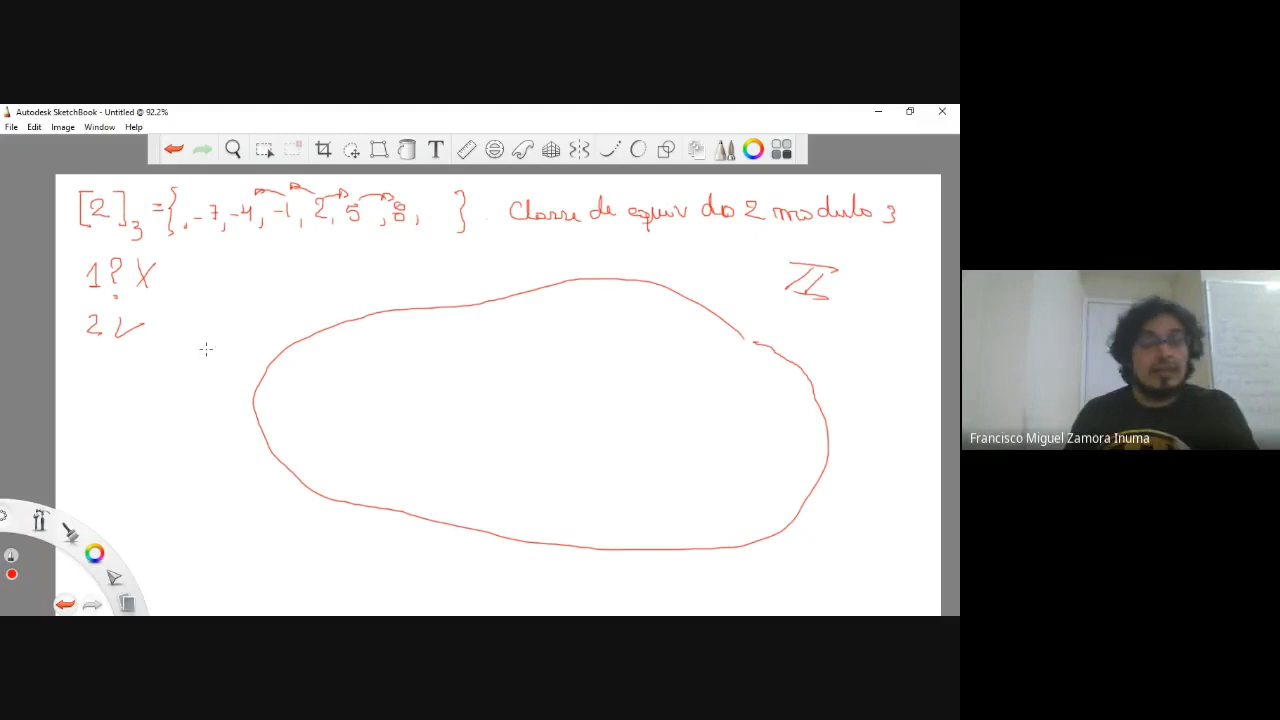 Autodesk SketchBook - Untitled @ 92.2%
File Edit Image Window Help
T
[2]₃ = {, -7, -4, -1, 2, 5, 8, } Classe de equiv do 2 modulo 3
1? X
ℤ
2 ✓
Francisco Miguel Zamora Inuma